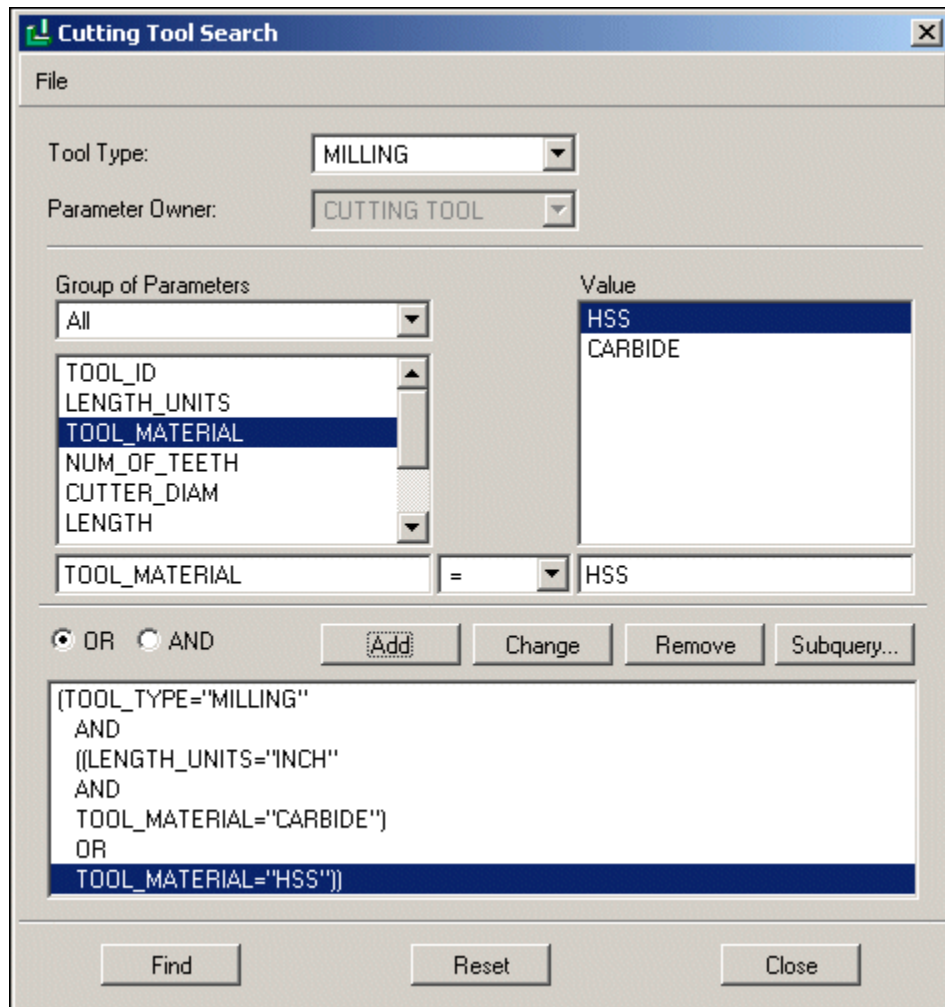 Cutting Tool Search
File
Tool Type: MILLING
Parameter Owner: CUTTING TOOL
Group of Parameters Value
All
HSS
CARBIDE
TOOL_ID
LENGTH_UNITS
TOOL_MATERIAL
NUM_OF_TEETH
CUTTER_DIAM
LENGTH
TOOL_MATERIAL = HSS
OR AND Add Change Remove Subquery...
(TOOL_TYPE="MILLING"
AND
((LENGTH_UNITS="INCH"
AND
TOOL_MATERIAL="CARBIDE")
OR
TOOL_MATERIAL="HSS"))
Find Reset Close